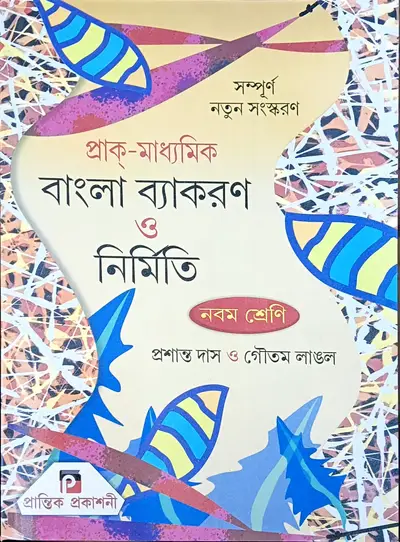 সম্পূর্ণ
নতুন সংস্করণ
প্রাক্-মাধ্যমিক
বাংলা ব্যাকরণ
ও
নির্মিতি
নবম শ্রেণি
প্রশান্ত দাস ও গৌতম লাঙল
প্রান্তিক প্রকাশনী